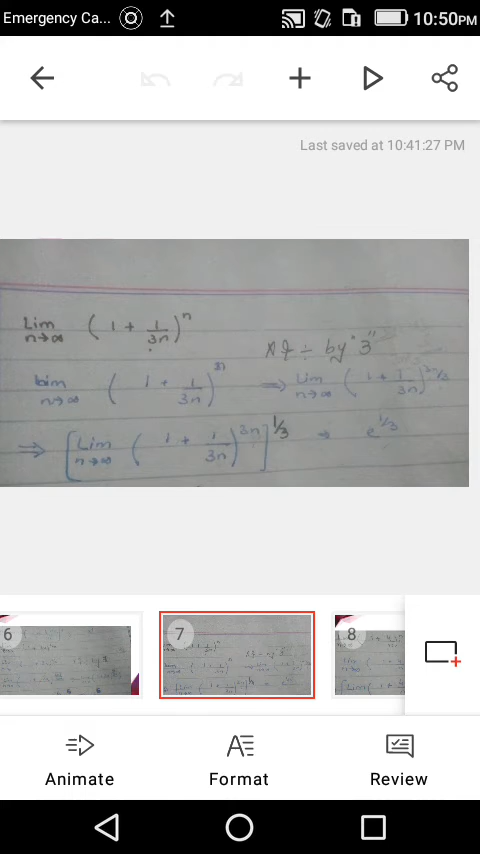 Emergency Ca... 10:50PM
Last saved at 10:41:27 PM
Lim n→∞ (1 + 1/3n)^n
x & ÷ by "3"
Lim n→∞ (1 + 1/3n)^n ⇒ Lim n→∞ (1 + 1/3n)^3n/3
⇒ [Lim n→∞ (1 + 1/3n)^3n]^1/3 → e^1/3
6 7 8
Animate Format Review